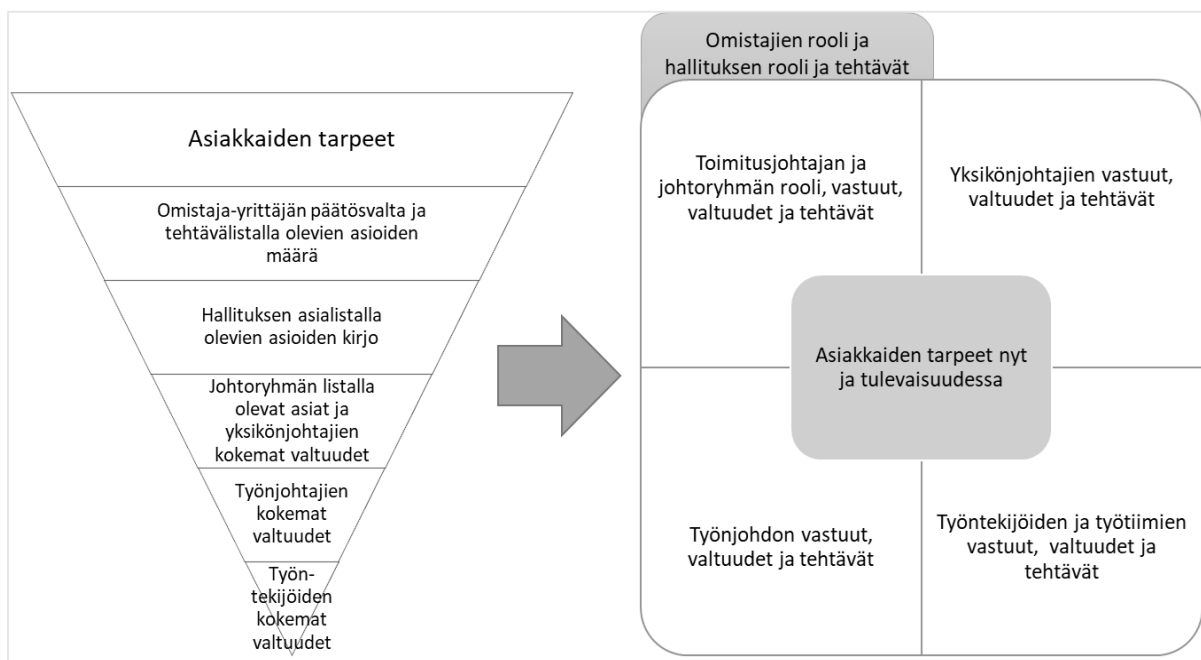 Asiakkaiden tarpeet
Omistaja-yrittäjän päätösvalta ja
tehtävälistalla olevien asioiden
määrä
Hallituksen asialistalla
olevien asioiden kirjo
Johtoryhmän listalla
olevat asiat ja
yksikönjohtajien
kokemat valtuudet
Työnjohtajien
kokemat
valtuudet
Työn-
tekijöiden
kokemat
valtuudet
Omistajien rooli ja
hallituksen rooli ja tehtävät
Toimitusjohtajan ja
johtoryhmän rooli, vastuut,
valtuudet ja tehtävät
Yksikönjohtajien vastuut,
valtuudet ja tehtävät
Asiakkaiden tarpeet nyt
ja tulevaisuudessa
Työnjohdon vastuut,
valtuudet ja tehtävät
Työntekijöiden ja työtiimien
vastuut, valtuudet ja
tehtävät